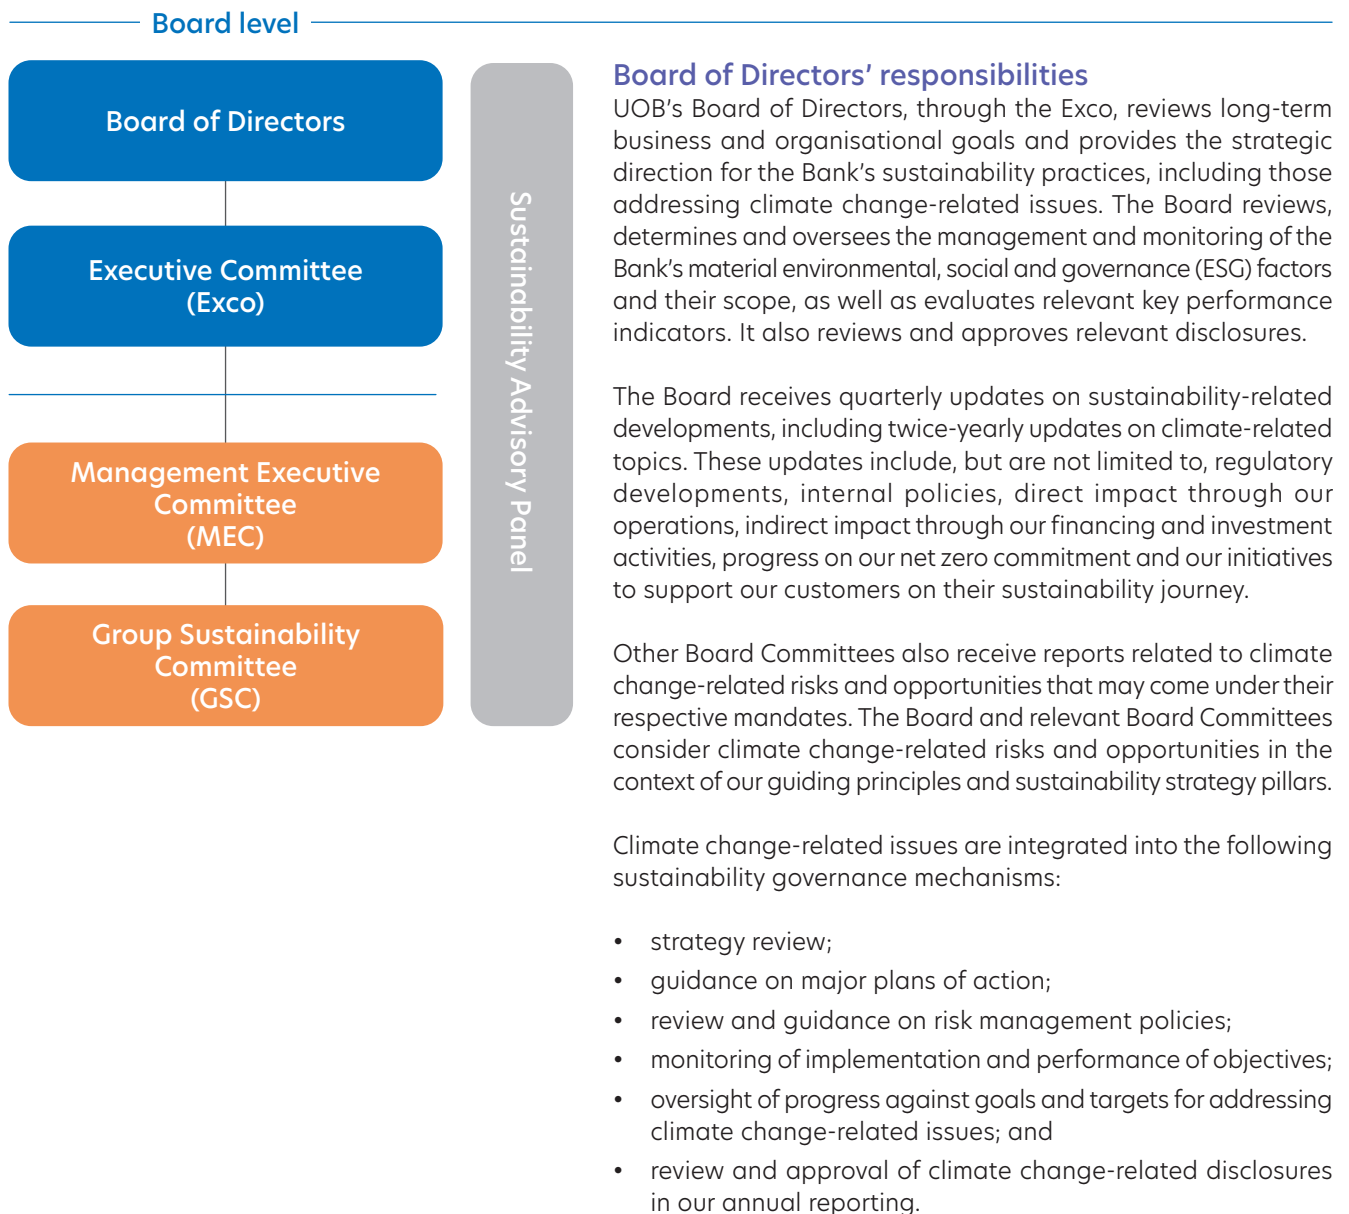 Board level
Board of Directors
Executive Committee
(Exco)
Management Executive
Committee
(MEC)
Group Sustainability
Committee
(GSC)
Sustainability Advisory Panel
Board of Directors’ responsibilities
UOB’s Board of Directors, through the Exco, reviews long-term
business and organisational goals and provides the strategic
direction for the Bank’s sustainability practices, including those
addressing climate change-related issues. The Board reviews,
determines and oversees the management and monitoring of the
Bank’s material environmental, social and governance (ESG) factors
and their scope, as well as evaluates relevant key performance
indicators. It also reviews and approves relevant disclosures.
The Board receives quarterly updates on sustainability-related
developments, including twice-yearly updates on climate-related
topics. These updates include, but are not limited to, regulatory
developments, internal policies, direct impact through our
operations, indirect impact through our financing and investment
activities, progress on our net zero commitment and our initiatives
to support our customers on their sustainability journey.
Other Board Committees also receive reports related to climate
change-related risks and opportunities that may come under their
respective mandates. The Board and relevant Board Committees
consider climate change-related risks and opportunities in the
context of our guiding principles and sustainability strategy pillars.
Climate change-related issues are integrated into the following
sustainability governance mechanisms:
• strategy review;
• guidance on major plans of action;
• review and guidance on risk management policies;
• monitoring of implementation and performance of objectives;
• oversight of progress against goals and targets for addressing
climate change-related issues; and
• review and approval of climate change-related disclosures
in our annual reporting.